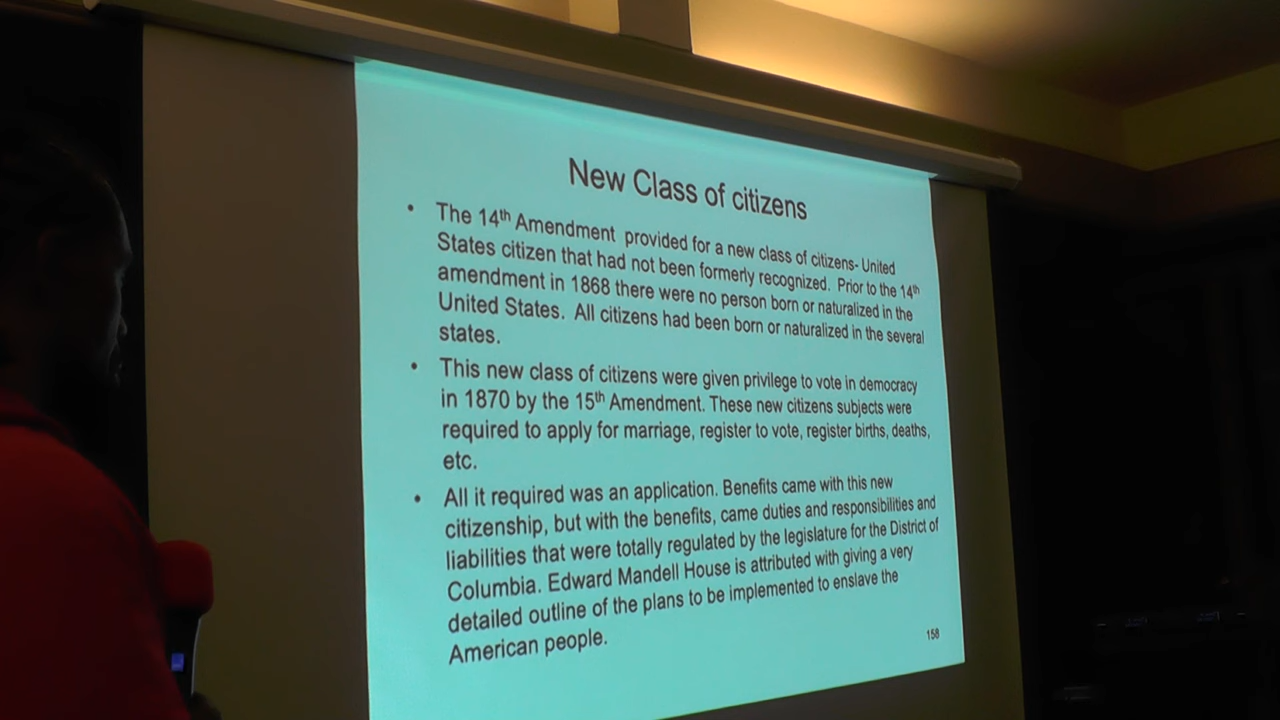 New Class of citizens
• The 14th Amendment provided for a new class of citizens- United
States citizen that had not been formerly recognized. Prior to the 14th
amendment in 1868 there were no person born or naturalized in the
United States. All citizens had been born or naturalized in the several
states.
• This new class of citizens were given privilege to vote in democracy
in 1870 by the 15th Amendment. These new citizens subjects were
required to apply for marriage, register to vote, register births, deaths,
etc.
• All it required was an application. Benefits came with this new
citizenship, but with the benefits, came duties and responsibilities and
liabilities that were totally regulated by the legislature for the District of
Columbia. Edward Mandell House is attributed with giving a very
detailed outline of the plans to be implemented to enslave the
American people.
158